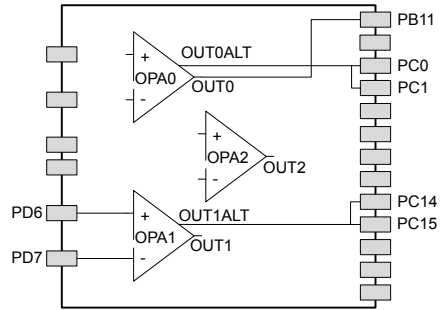 PB11
+
OUT0ALT
PC0
OPA0
OUT0
PC1
-
+
OPA2
OUT2
-
PC14
PD6
+
OUT1ALT
PC15
OPA1
OUT1
PD7
-